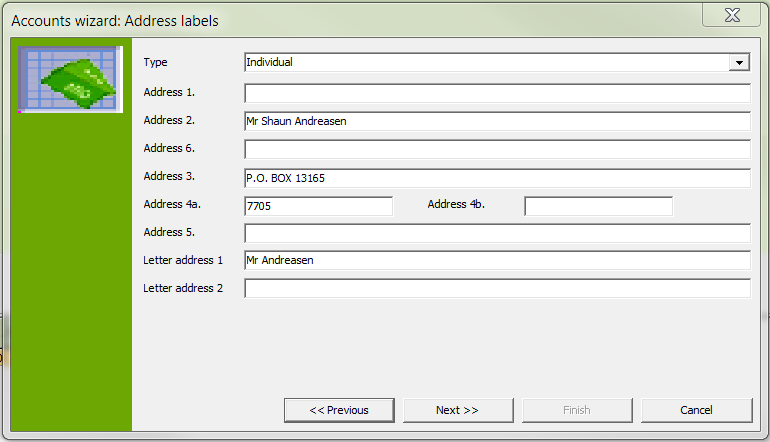 Accounts wizard: Address labels
Type Individual
Address 1.
Address 2. Mr Shaun Andreasen
Address 6.
Address 3. P.O. BOX 13165
Address 4a. 7705 Address 4b.
Address 5.
Letter address 1 Mr Andreasen
Letter address 2
<< Previous Next >> Finish Cancel